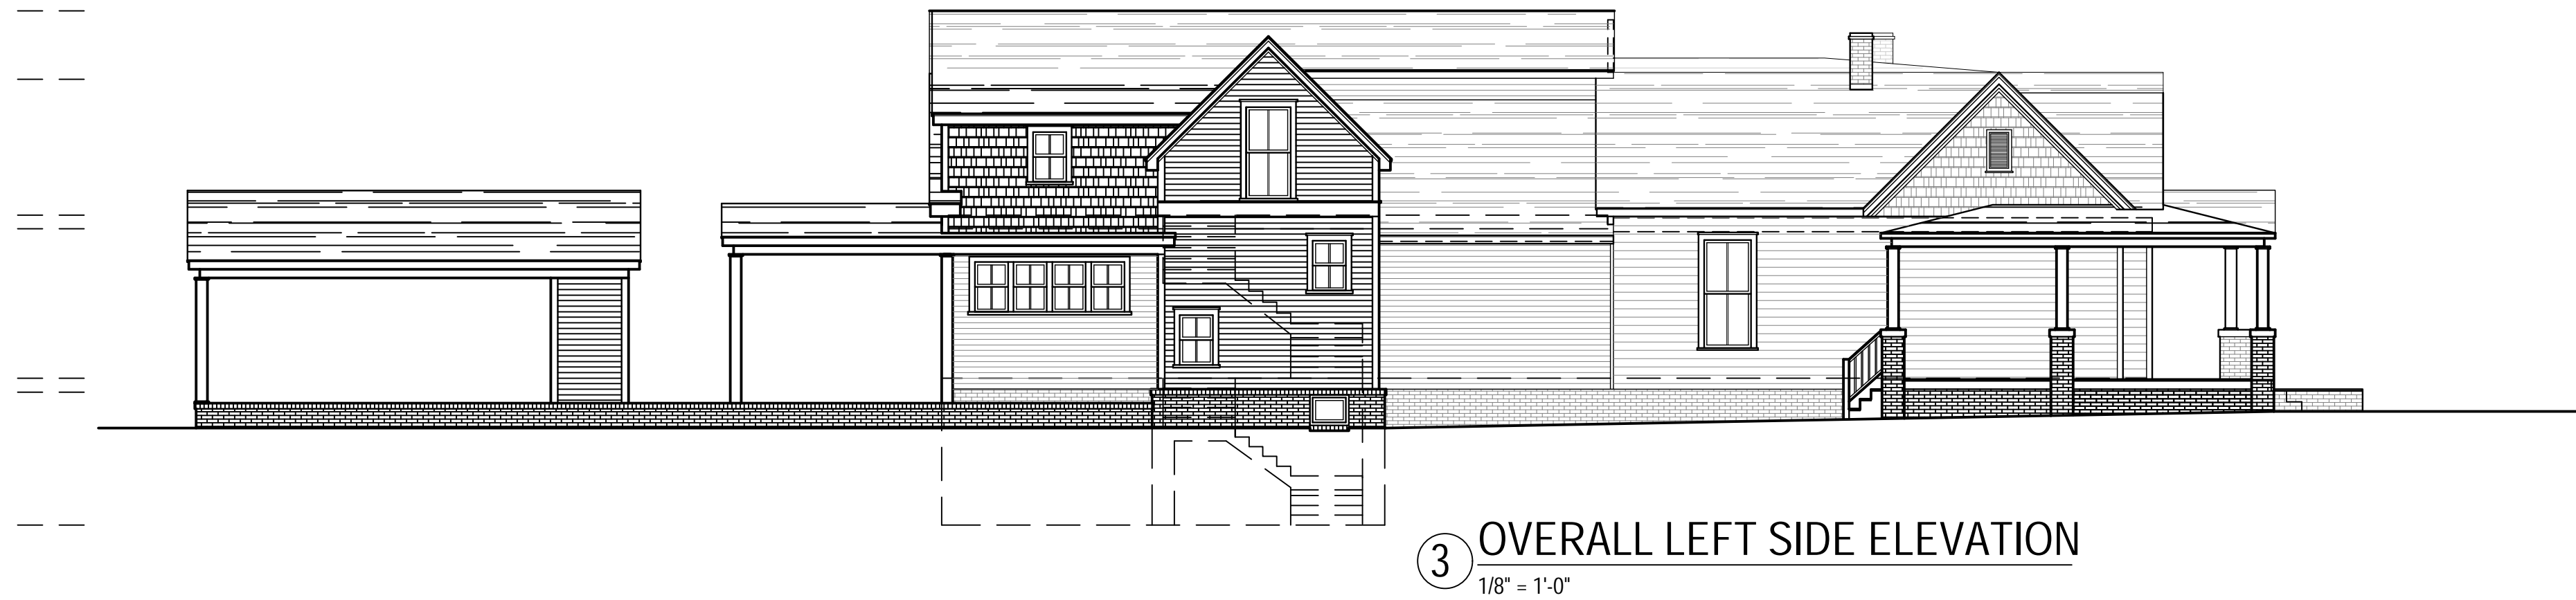 3
OVERALL LEFT SIDE ELEVATION
1/8" = 1'-0"